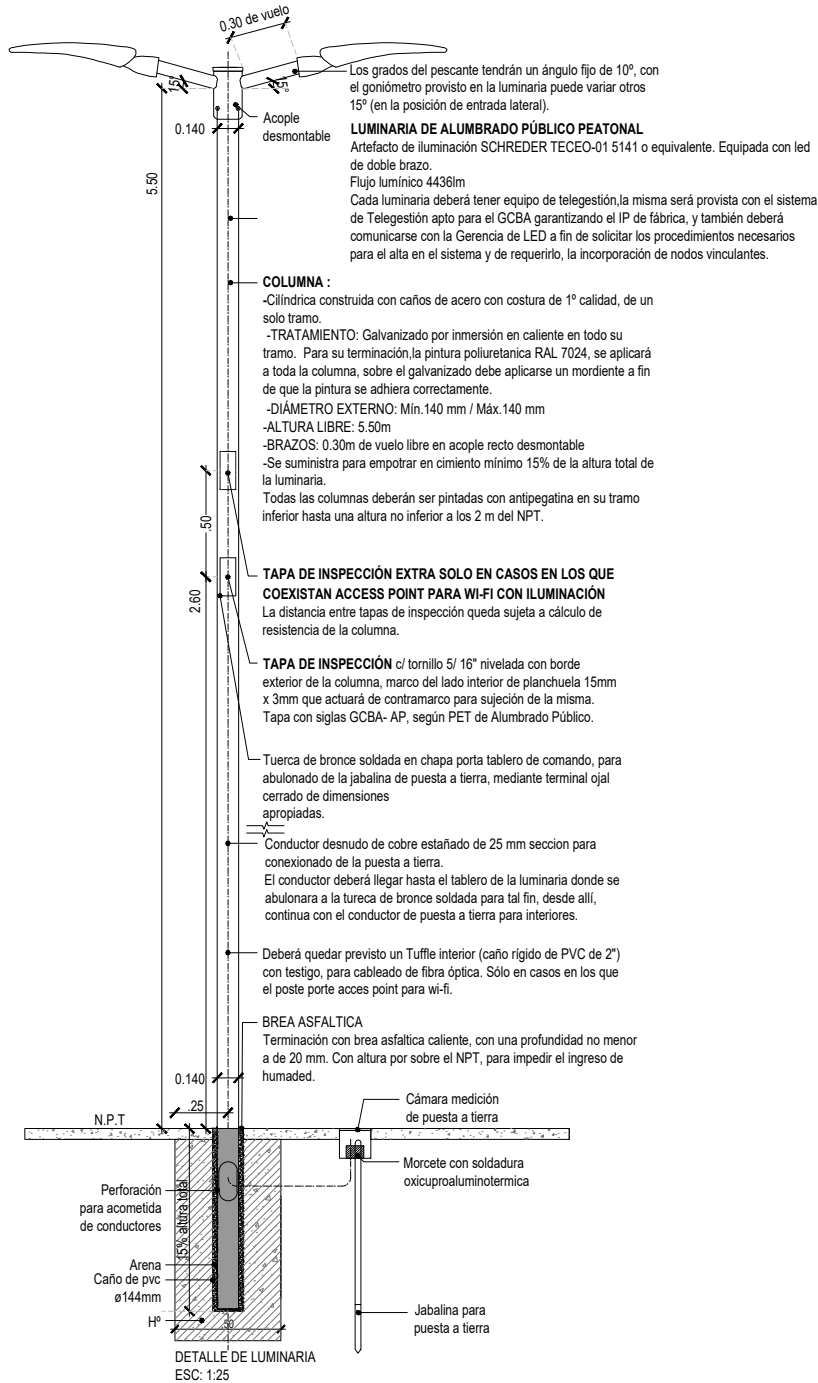 0.30 de vuelo
Los grados del pescante tendrán un ángulo fijo de 10º, con
el goniómetro provisto en la luminaria puede variar otros
15º (en la posición de entrada lateral).
15°
5°
Acople
desmontable
0.140
5.50
LUMINARIA DE ALUMBRADO PÚBLICO PEATONAL
Artefacto de iluminación SCHREDER TECEO-01 5141 o equivalente. Equipada con led
de doble brazo.
Flujo lumínico 4436lm
Cada luminaria deberá tener equipo de telegestión,la misma será provista con el sistema
de Telegestión apto para el GCBA garantizando el IP de fábrica, y también deberá
comunicarse con la Gerencia de LED a fin de solicitar los procedimientos necesarios
para el alta en el sistema y de requerirlo, la incorporación de nodos vinculantes.
COLUMNA :
-Cilíndrica construida con caños de acero con costura de 1º calidad, de un
solo tramo.
-TRATAMIENTO: Galvanizado por inmersión en caliente en todo su
tramo. Para su terminación,la pintura poliuretanica RAL 7024, se aplicará
a toda la columna, sobre el galvanizado debe aplicarse un mordiente a fin
de que la pintura se adhiera correctamente.
-DIÁMETRO EXTERNO: Mín.140 mm / Máx.140 mm
-ALTURA LIBRE: 5.50m
-BRAZOS: 0.30m de vuelo libre en acople recto desmontable
-Se suministra para empotrar en cimiento mínimo 15% de la altura total de
la luminaria.
Todas las columnas deberán ser pintadas con antipegatina en su tramo
inferior hasta una altura no inferior a los 2 m del NPT.
.50
2.60
TAPA DE INSPECCIÓN EXTRA SOLO EN CASOS EN LOS QUE
COEXISTAN ACCESS POINT PARA WI-FI CON ILUMINACIÓN
La distancia entre tapas de inspección queda sujeta a cálculo de
resistencia de la columna.
TAPA DE INSPECCIÓN c/ tornillo 5/ 16" nivelada con borde
exterior de la columna, marco del lado interior de planchuela 15mm
x 3mm que actuará de contramarco para sujeción de la misma.
Tapa con siglas GCBA- AP, según PET de Alumbrado Público.
Tuerca de bronce soldada en chapa porta tablero de comando, para
abulonado de la jabalina de puesta a tierra, mediante terminal ojal
cerrado de dimensiones
apropiadas.
Conductor desnudo de cobre estañado de 25 mm seccion para
conexionado de la puesta a tierra.
El conductor deberá llegar hasta el tablero de la luminaria donde se
abulonara a la tureca de bronce soldada para tal fin, desde allí,
continua con el conductor de puesta a tierra para interiores.
Deberá quedar previsto un Tuffle interior (caño rígido de PVC de 2")
con testigo, para cableado de fibra óptica. Sólo en casos en los que
el poste porte acces point para wi-fi.
BREA ASFALTICA
Terminación con brea asfaltica caliente, con una profundidad no menor
a de 20 mm. Con altura por sobre el NPT, para impedir el ingreso de
humaded.
0.140
.25
N.P.T
Cámara medición
de puesta a tierra
Morcete con soldadura
oxicuproaluminotermica
Perforación
para acometida
de conductores
15% altura total
Arena
Caño de pvc
ø144mm
Hº
.50
Jabalina para
puesta a tierra
DETALLE DE LUMINARIA
ESC: 1:25